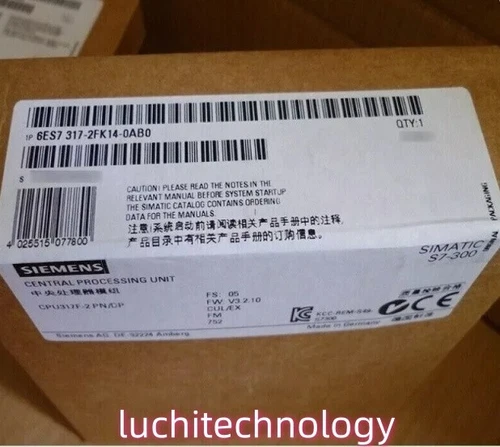 1P 6ES7 317-2FK14-0AB0
QTY:1
S
CAUTION! PLEASE READ THE NOTES IN THE
RELEVANT MANUAL BEFORE SYSTEM STARTUP
THE SIMATIC CATALOG CONTAINS ORDERING
DATA FOR THE MANUALS.
注意!系统启动前请阅读相关产品手册中的注释,
产品目录中有相关产品手册的订购信息。
4 025515 077800
SIEMENS
SIMATIC
S7-300
CENTRAL PROCESSING UNIT
中央处理器模组
CPU317F-2 PN/DP
FS: 05
FW: V3.2.10
CUL/EX
FM
752
KCC-REM-S49-
S7300
Made in Germany
Siemens AG, DE-92224 Amberg
luchitechnology